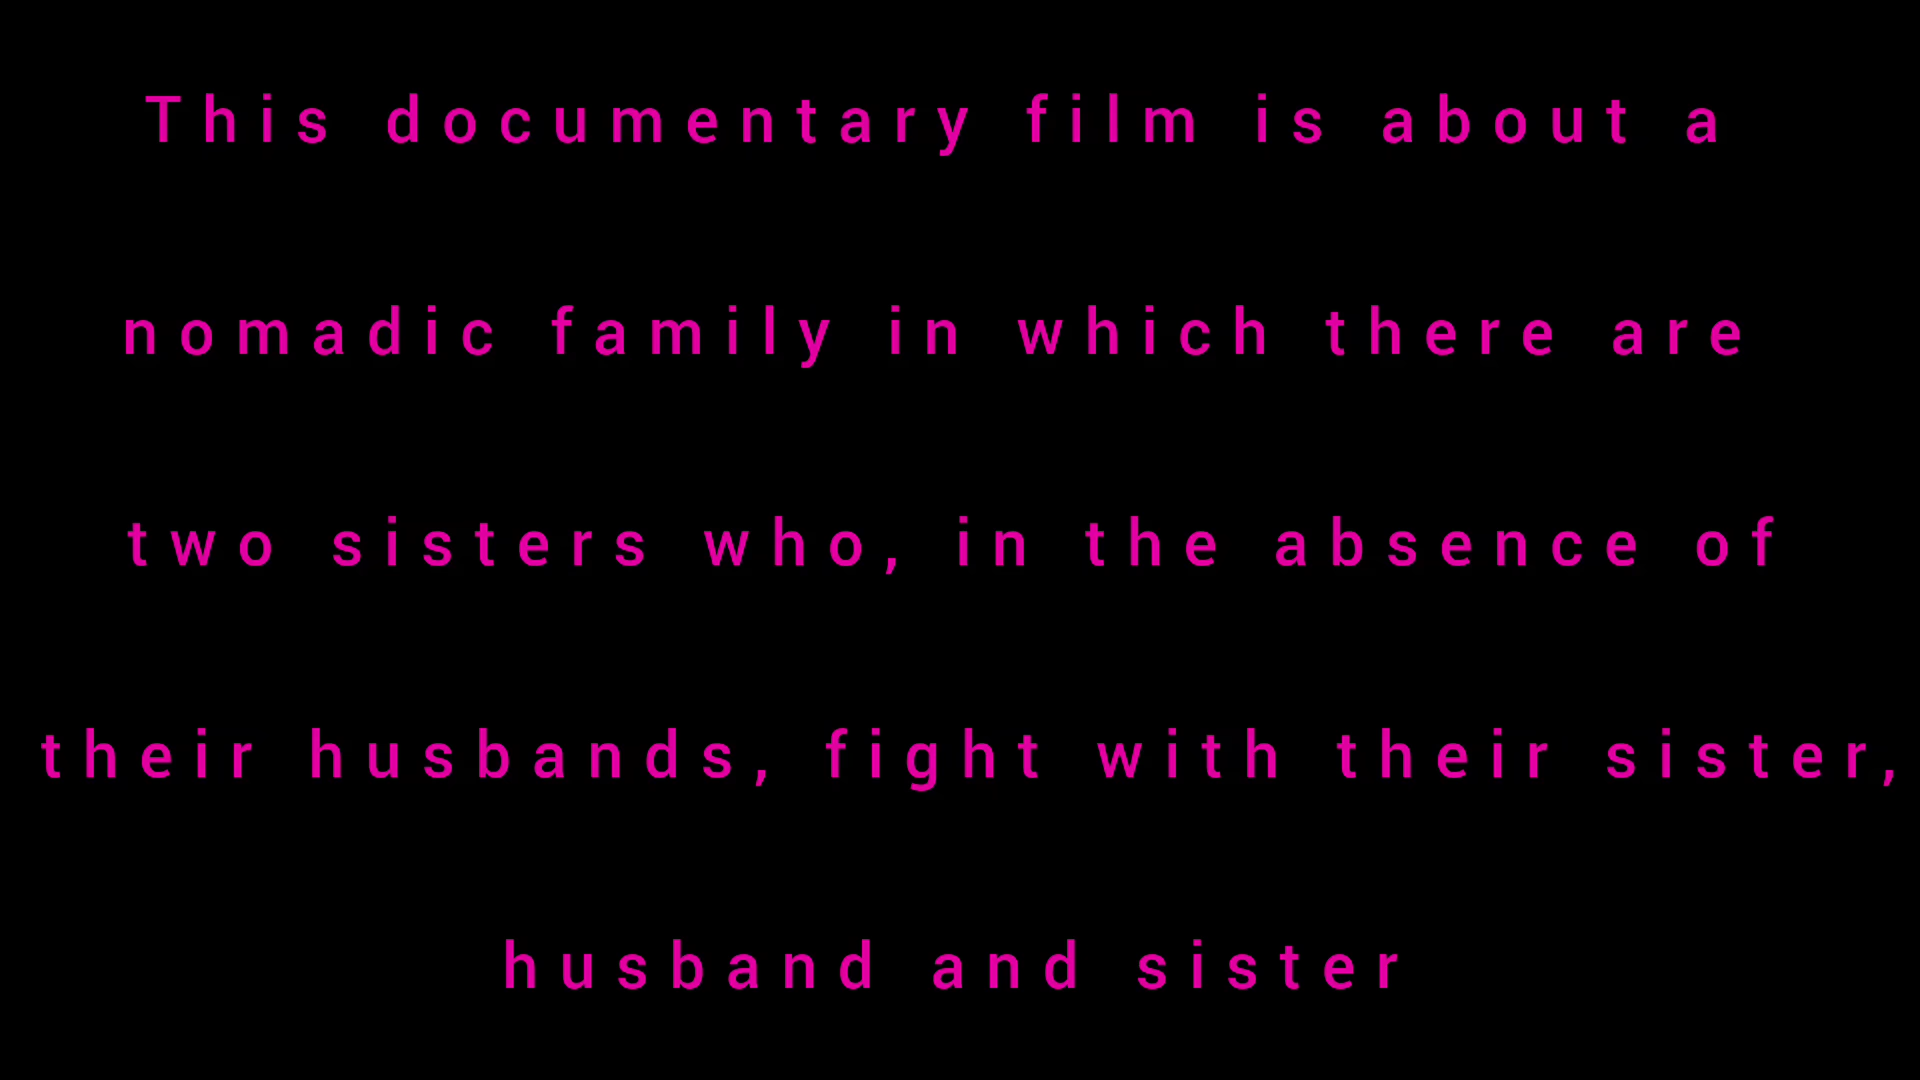 This documentary film is about a
nomadic family in which there are
two sisters who, in the absence of
their husbands, fight with their sister,
husband and sister